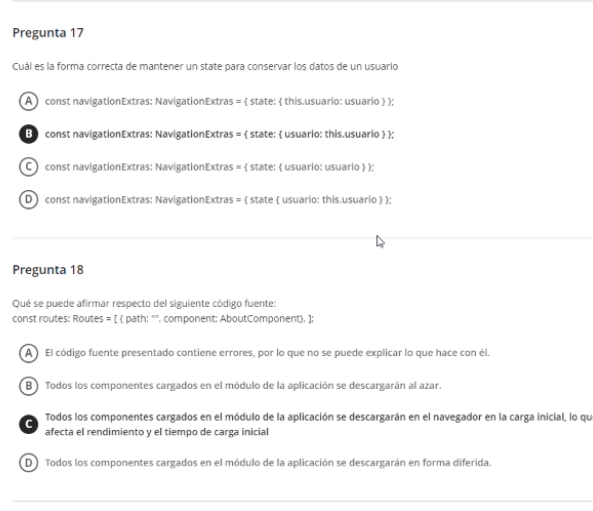 Pregunta 17
Cuál es la forma correcta de mantener un state para conservar los datos de un usuario
A const navigationExtras: NavigationExtras = { state: { this.usuario: usuario } };
B const navigationExtras: NavigationExtras = { state: { usuario: this.usuario } };
C const navigationExtras: NavigationExtras = { state: { usuario: usuario } };
D const navigationExtras: NavigationExtras = { state { usuario: this.usuario } };
Pregunta 18
Qué se puede afirmar respecto del siguiente código fuente:
const routes: Routes = [ { path: "", component: AboutComponent}, ];
A El código fuente presentado contiene errores, por lo que no se puede explicar lo que hace con él.
B Todos los componentes cargados en el módulo de la aplicación se descargarán al azar.
C Todos los componentes cargados en el módulo de la aplicación se descargarán en el navegador en la carga inicial, lo qu
afecta el rendimiento y el tiempo de carga inicial
D Todos los componentes cargados en el módulo de la aplicación se descargarán en forma diferida.